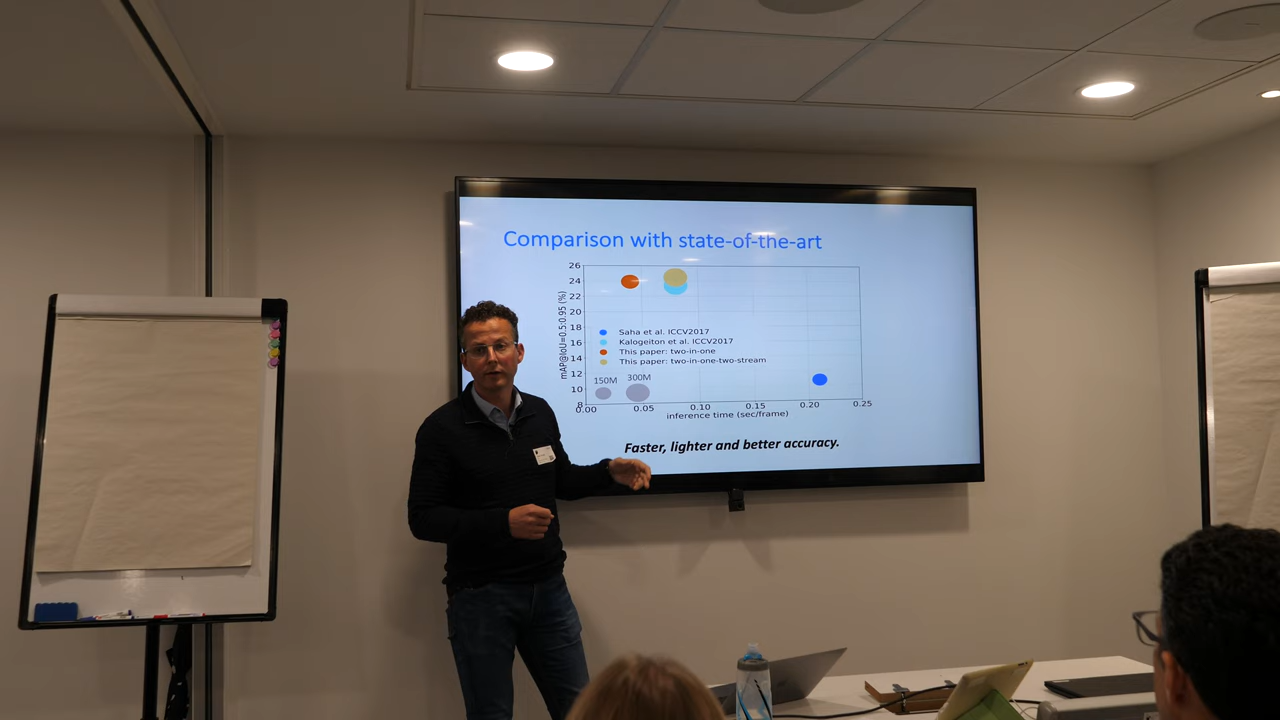 Comparison with state-of-the-art
26
24
22
20
18
16
14
12
10
8
mAP@IoU=0.5:0.95 (%)
Saha et al. ICCV2017
Kalogeiton et al. ICCV2017
This paper: two-in-one
This paper: two-in-one-two-stream
150M 300M
0.00 0.05 0.10 0.15 0.20 0.25
inference time (sec/frame)
Faster, lighter and better accuracy.